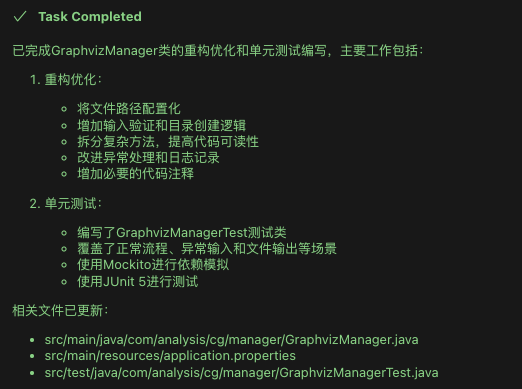 ✓ Task Completed
已完成GraphvizManager类的重构优化和单元测试编写，主要工作包括：
1. 重构优化：
◦ 将文件路径配置化
◦ 增加输入验证和目录创建逻辑
◦ 拆分复杂方法，提高代码可读性
◦ 改进异常处理和日志记录
◦ 增加必要的代码注释
2. 单元测试：
◦ 编写了GraphvizManagerTest测试类
◦ 覆盖了正常流程、异常输入和文件输出等场景
◦ 使用Mockito进行依赖模拟
◦ 使用JUnit 5进行测试
相关文件已更新：
• src/main/java/com/analysis/cg/manager/GraphvizManager.java
• src/main/resources/application.properties
• src/test/java/com/analysis/cg/manager/GraphvizManagerTest.java